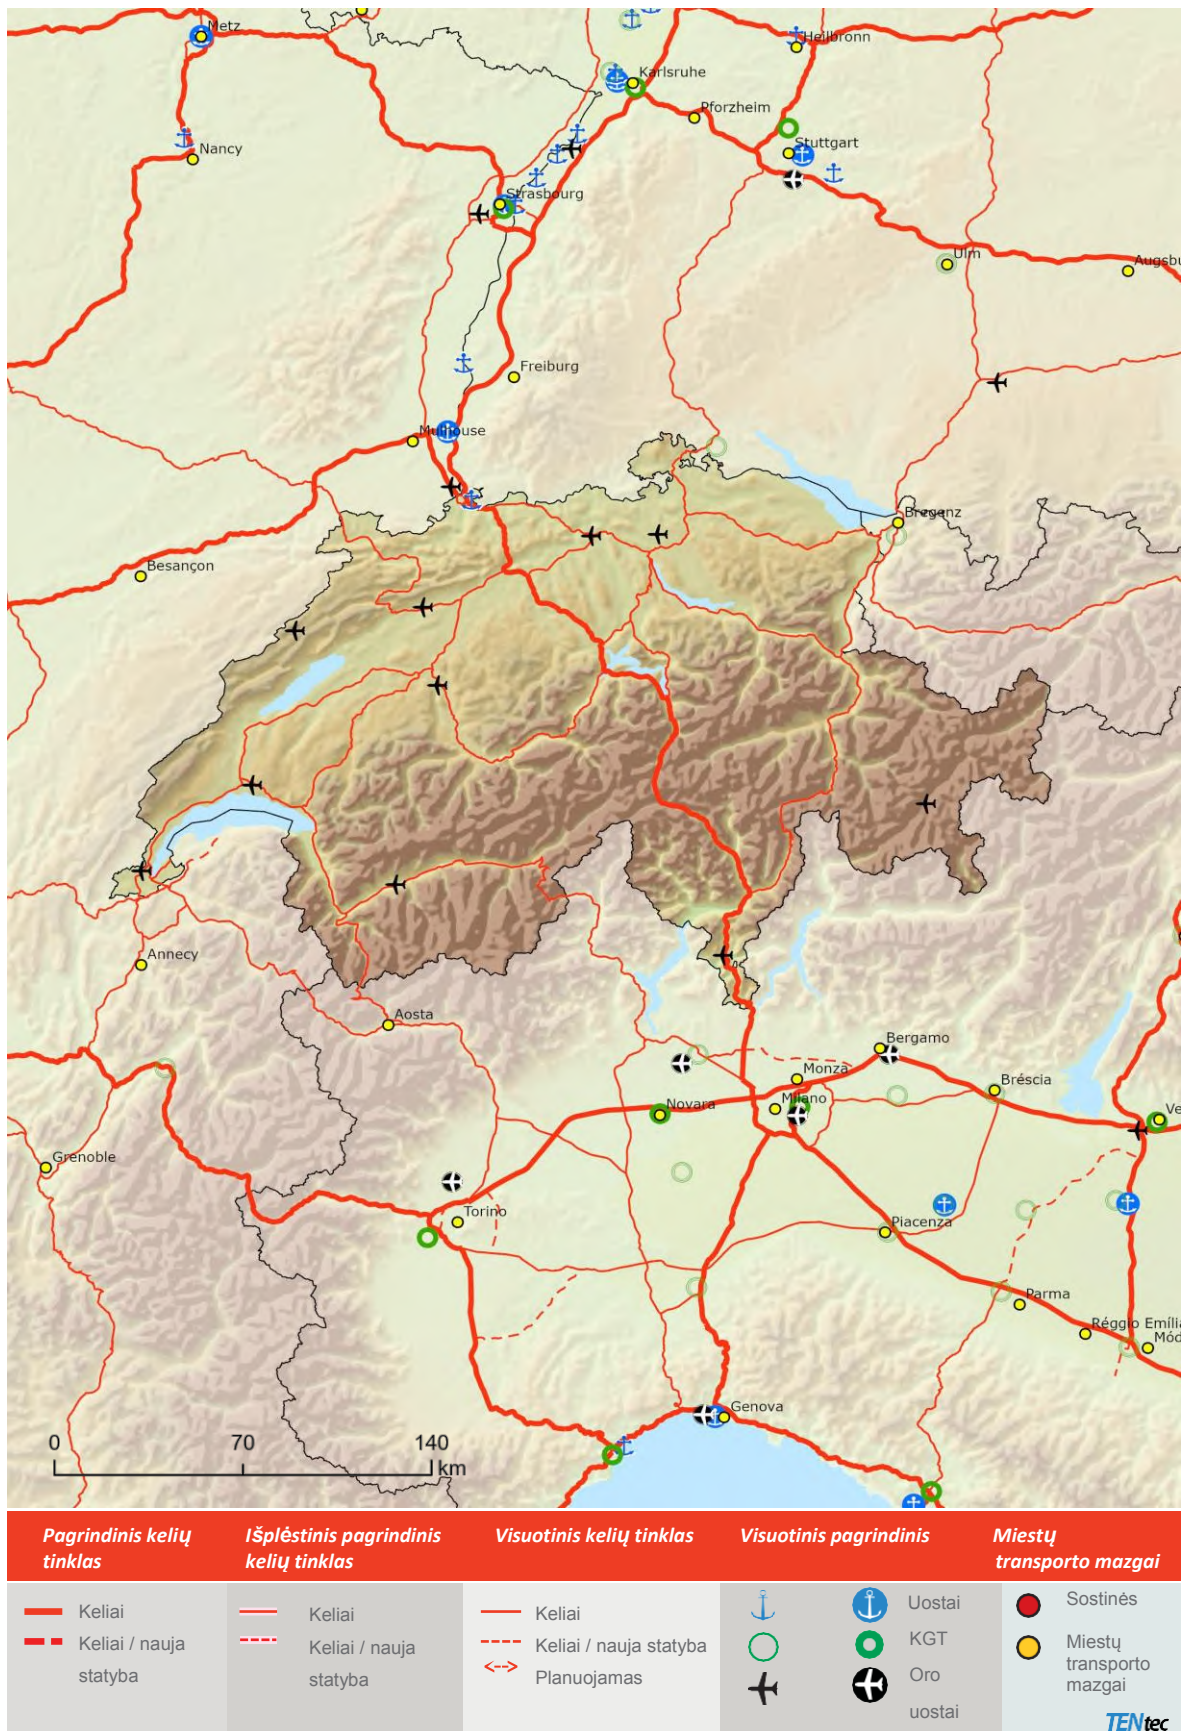 Metz
Heilbronn
Karlsruhe
Pforzheim
Nancy
Stuttgart
Strasbourg
Ulm
Augsbu
Freiburg
Mulhouse
Bregenz
Besançon
Annecy
Aosta
Bergamo
Monza
Bréscia
Novara
Milano
Ve
Grenoble
Torino
Piacenza
Parma
Réggio Emília
Mód
Genova
0 70 140
km
Pagrindinis kelių
tinklas
Išplėstinis pagrindinis
kelių tinklas
Visuotinis kelių tinklas
Visuotinis pagrindinis
Miestų
transporto mazgai
Keliai
Keliai / nauja
statyba
Keliai
Keliai / nauja
statyba
Keliai
Keliai / nauja statyba
Planuojamas
Uostai
KGT
Oro
uostai
Sostinės
Miestų
transporto
mazgai
TENtec